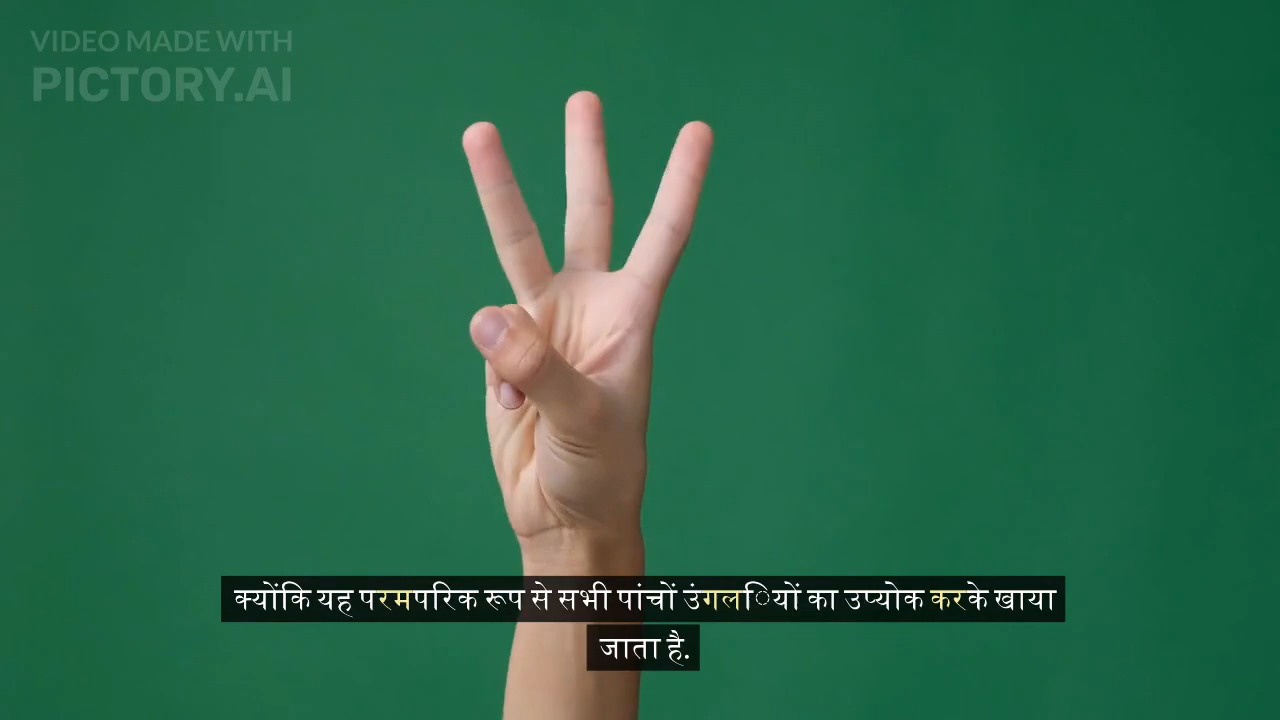 VIDEO MADE WITH
PICTORY.AI
क्योंकि यह परमपरिक रूप से सभी पांचों उंगलि्यों का उप्योक करके खाया
जाता है.